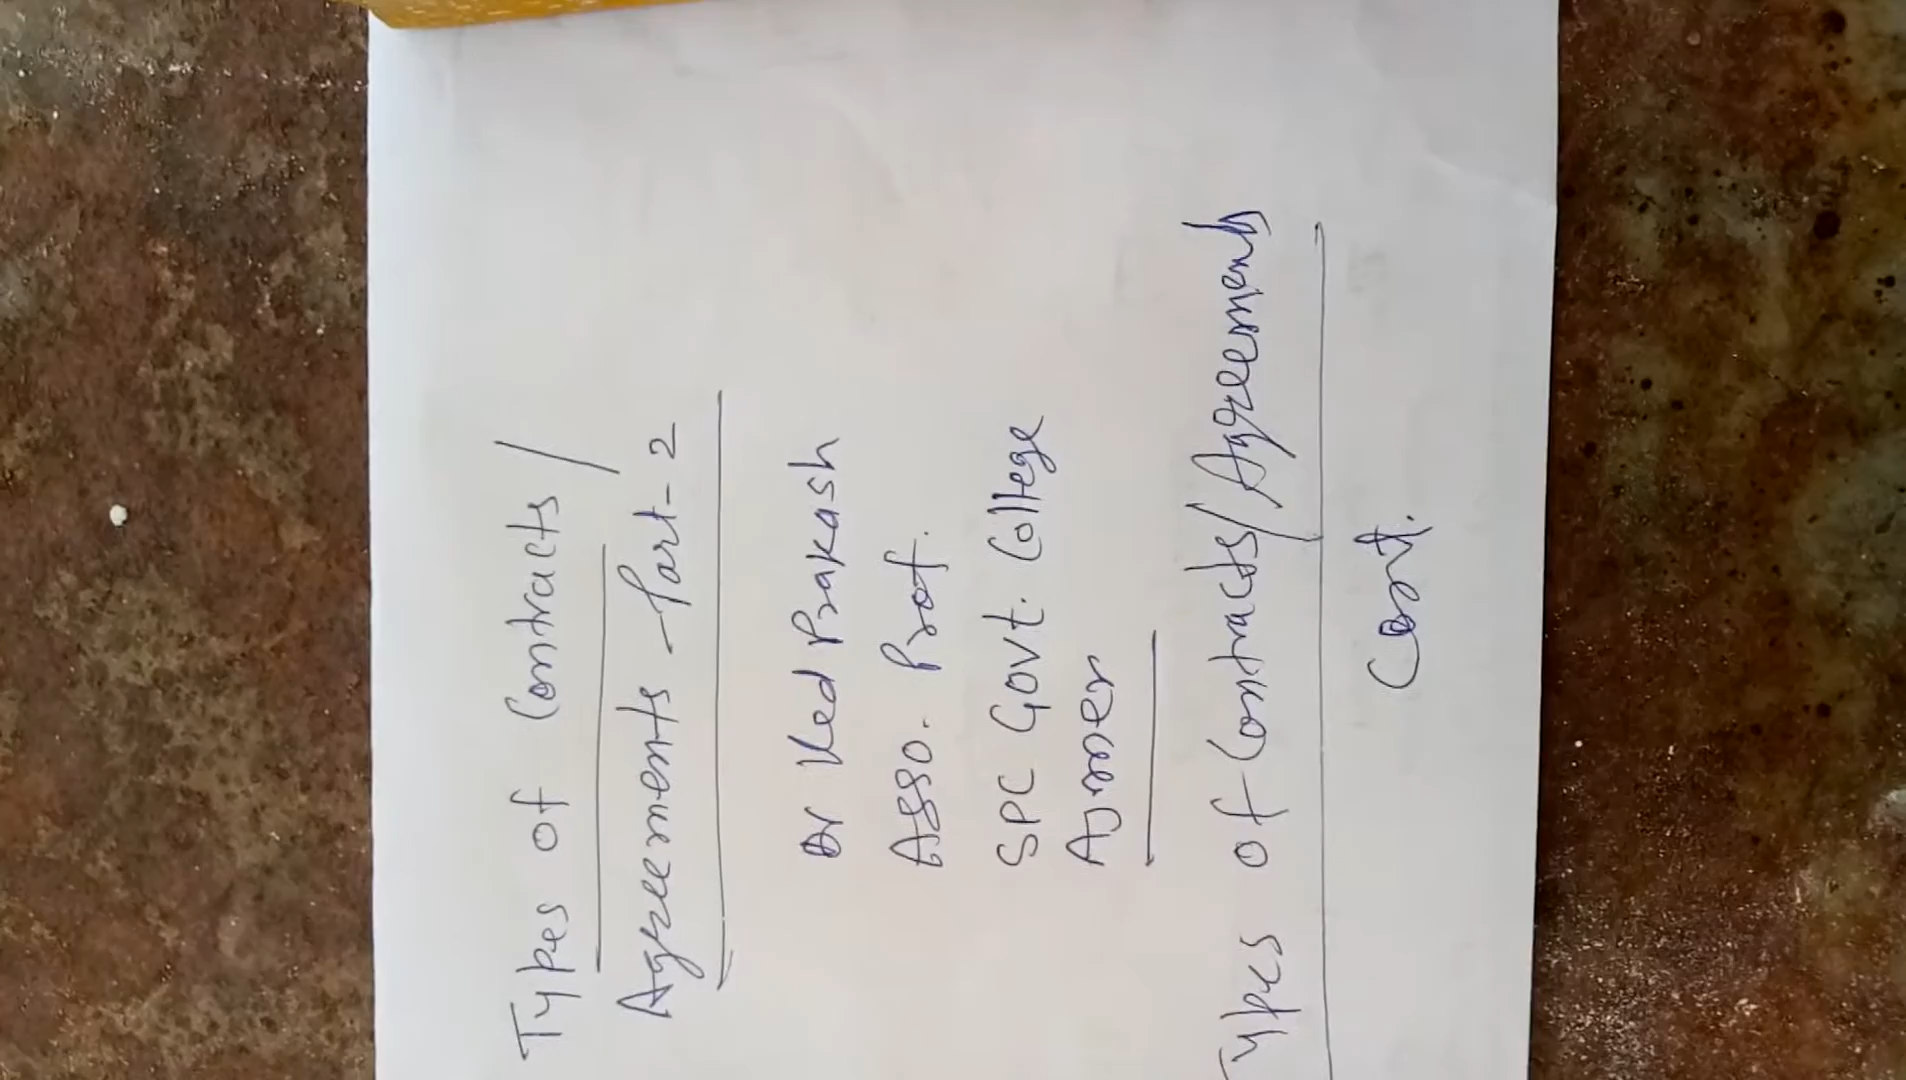 Types of Contracts/
Agreements - Part-2
Dr Ved Prakash
Asso. Prof.
SPC Govt. College
Ajmer
Types of Contracts/Agreements
Cont.